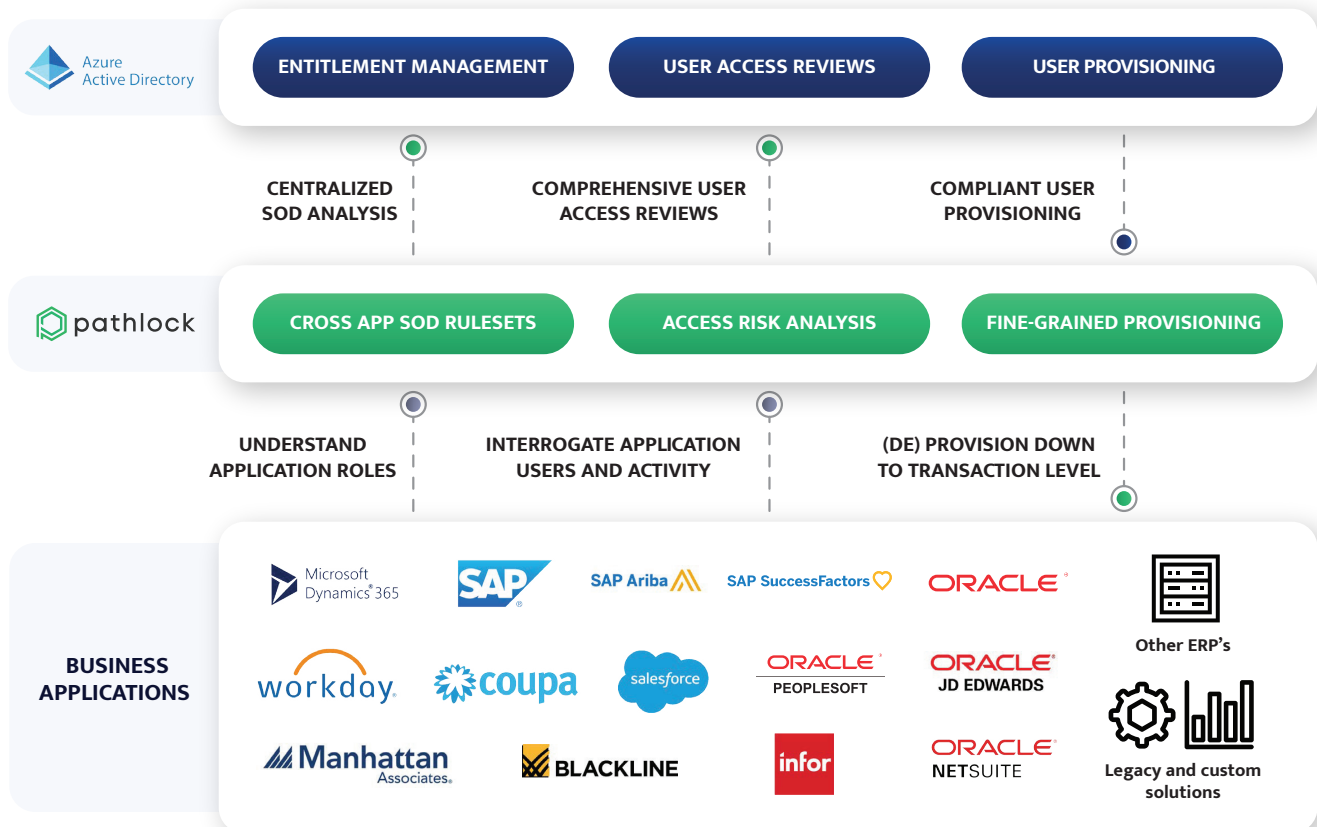 Azure
Active Directory
ENTITLEMENT MANAGEMENT
USER ACCESS REVIEWS
USER PROVISIONING
CENTRALIZED
SOD ANALYSIS
COMPREHENSIVE USER
ACCESS REVIEWS
COMPLIANT USER
PROVISIONING
pathlock
CROSS APP SOD RULESETS
ACCESS RISK ANALYSIS
FINE-GRAINED PROVISIONING
UNDERSTAND
APPLICATION ROLES
INTERROGATE APPLICATION
USERS AND ACTIVITY
(DE) PROVISION DOWN
TO TRANSACTION LEVEL
BUSINESS
APPLICATIONS
Microsoft
Dynamics® 365
SAP®
SAP Ariba
SAP SuccessFactors
ORACLE®
Other ERP's
workday®
coupa
salesforce
ORACLE®
PEOPLESOFT
ORACLE®
JD EDWARDS
Manhattan
Associates®
BLACKLINE
infor
ORACLE®
NETSUITE
Legacy and custom
solutions